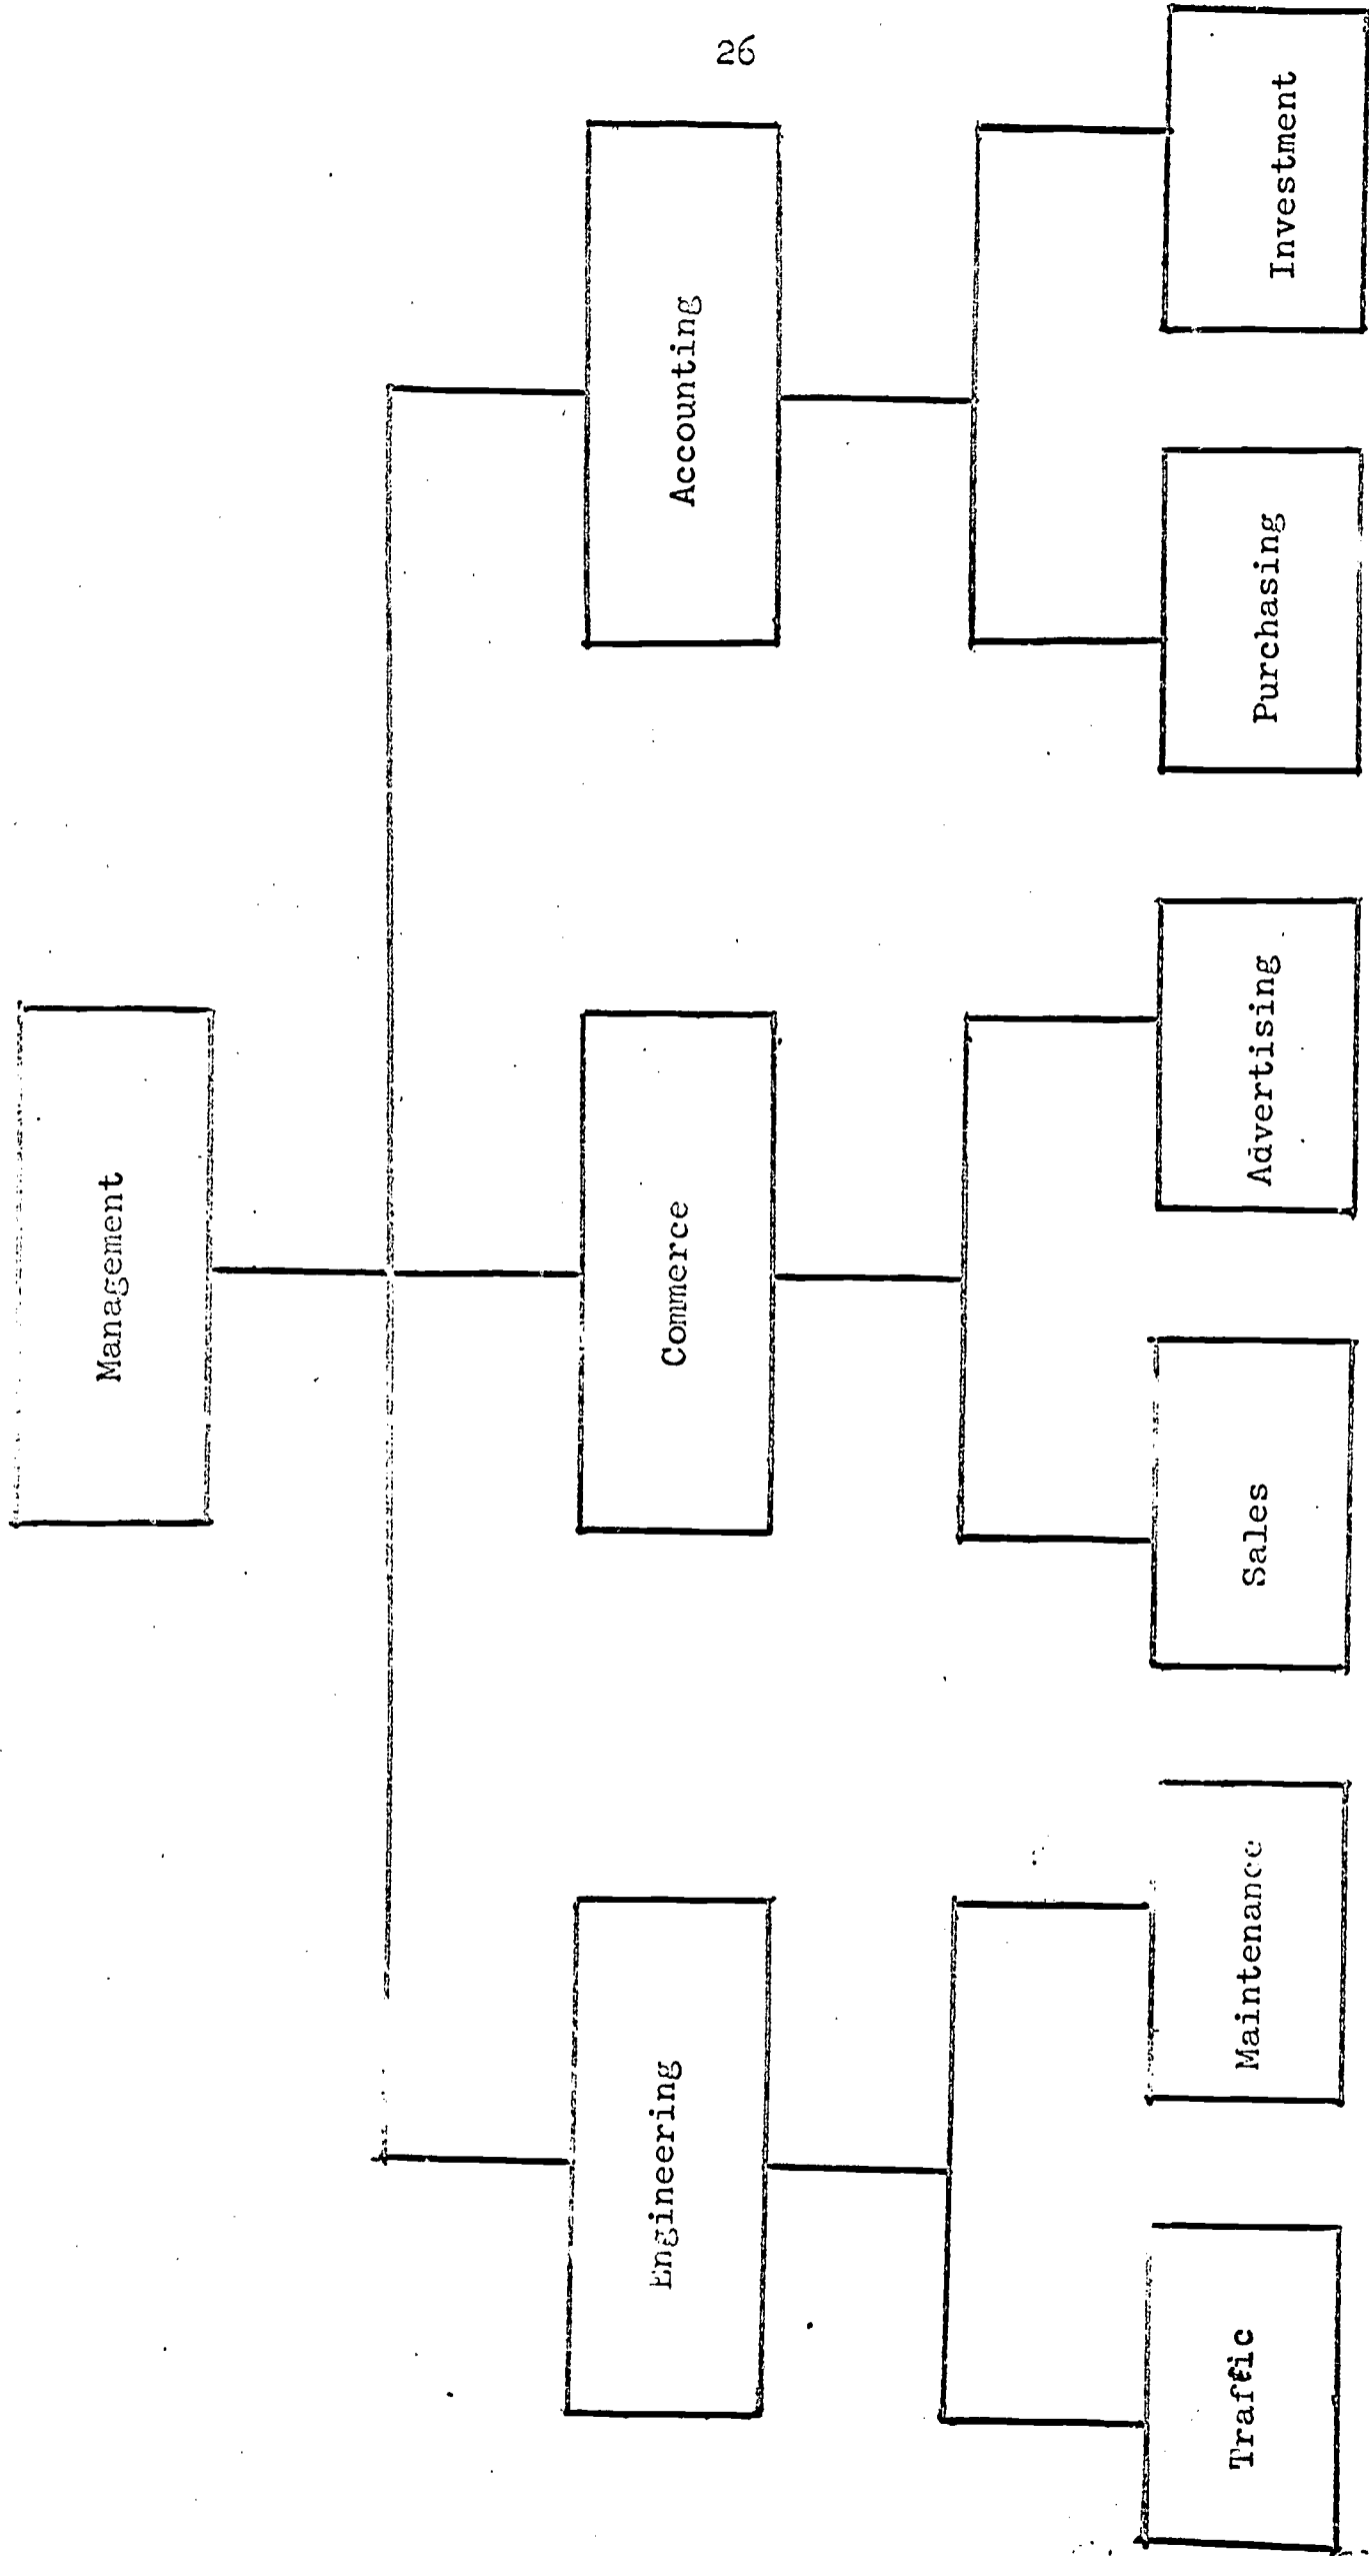 26
Management
Engineering
Commerce
Accounting
Traffic
Maintenance
Sales
Advertising
Purchasing
Investment